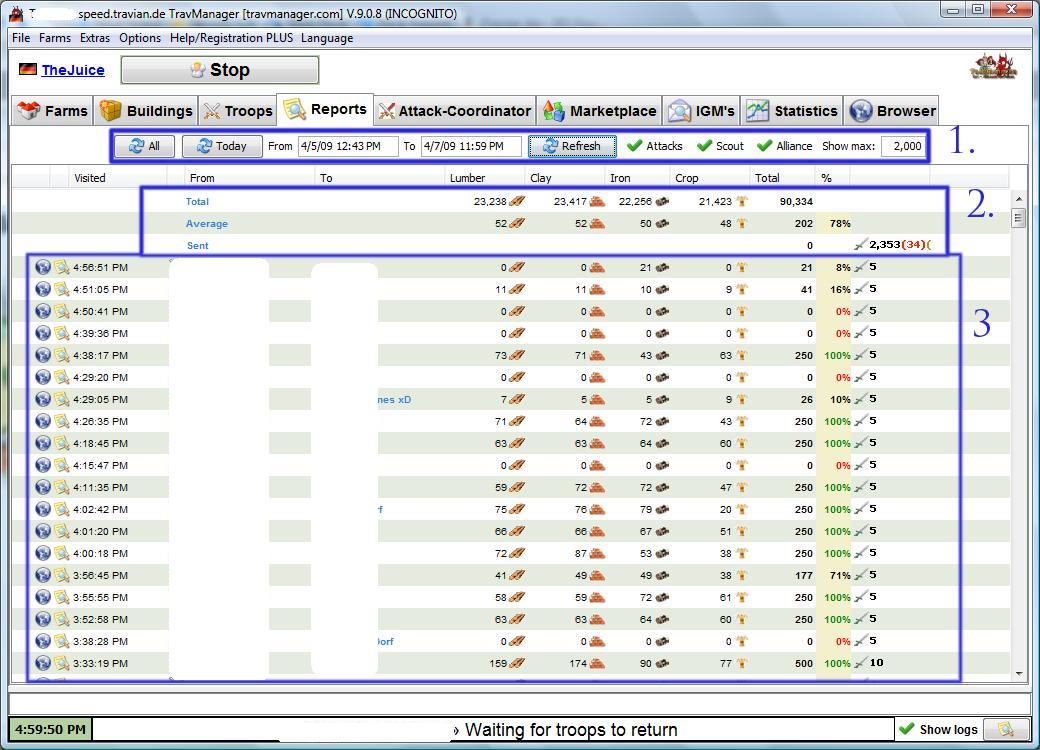 speed.travian.de TravManager [travmanager.com] V.9.0.8 (INCOGNITO)
File Farms Extras Options Help/Registration PLUS Language
TheJuice Stop
Farms Buildings Troops Reports Attack-Coordinator Marketplace IGM's Statistics Browser
All Today From 4/5/09 12:43 PM To 4/7/09 11:59 PM Refresh Attacks Scout Alliance Show max: 2,000 1.
Visited From To Lumber Clay Iron Crop Total %
Total 23,238 23,417 22,256 21,423 90,334 2.
Average 52 52 50 48 202 78%
Sent 0 2,353(34)(
4:56:51 PM 0 0 21 0 21 8% 5
4:51:05 PM 11 11 10 9 41 16% 5
4:50:41 PM 0 0 0 0 0 0% 5 3
4:39:36 PM 0 0 0 0 0 0% 5
4:38:17 PM 73 71 43 63 250 100% 5
4:29:20 PM 0 0 0 0 0 0% 5
4:29:05 PM nes xD 7 5 5 9 26 10% 5
4:26:35 PM 71 64 72 43 250 100% 5
4:18:45 PM 63 63 64 60 250 100% 5
4:15:47 PM 0 0 0 0 0 0% 5
4:11:35 PM 59 72 72 47 250 100% 5
4:02:42 PM rf 75 76 79 20 250 100% 5
4:01:20 PM 66 66 67 51 250 100% 5
4:00:18 PM 72 87 53 38 250 100% 5
3:56:45 PM 41 49 49 38 177 71% 5
3:55:55 PM 58 59 72 61 250 100% 5
3:52:58 PM 63 63 64 60 250 100% 5
3:38:28 PM orf 0 0 0 0 0 0% 5
3:33:19 PM 159 174 90 77 500 100% 10
4:59:50 PM » Waiting for troops to return Show logs